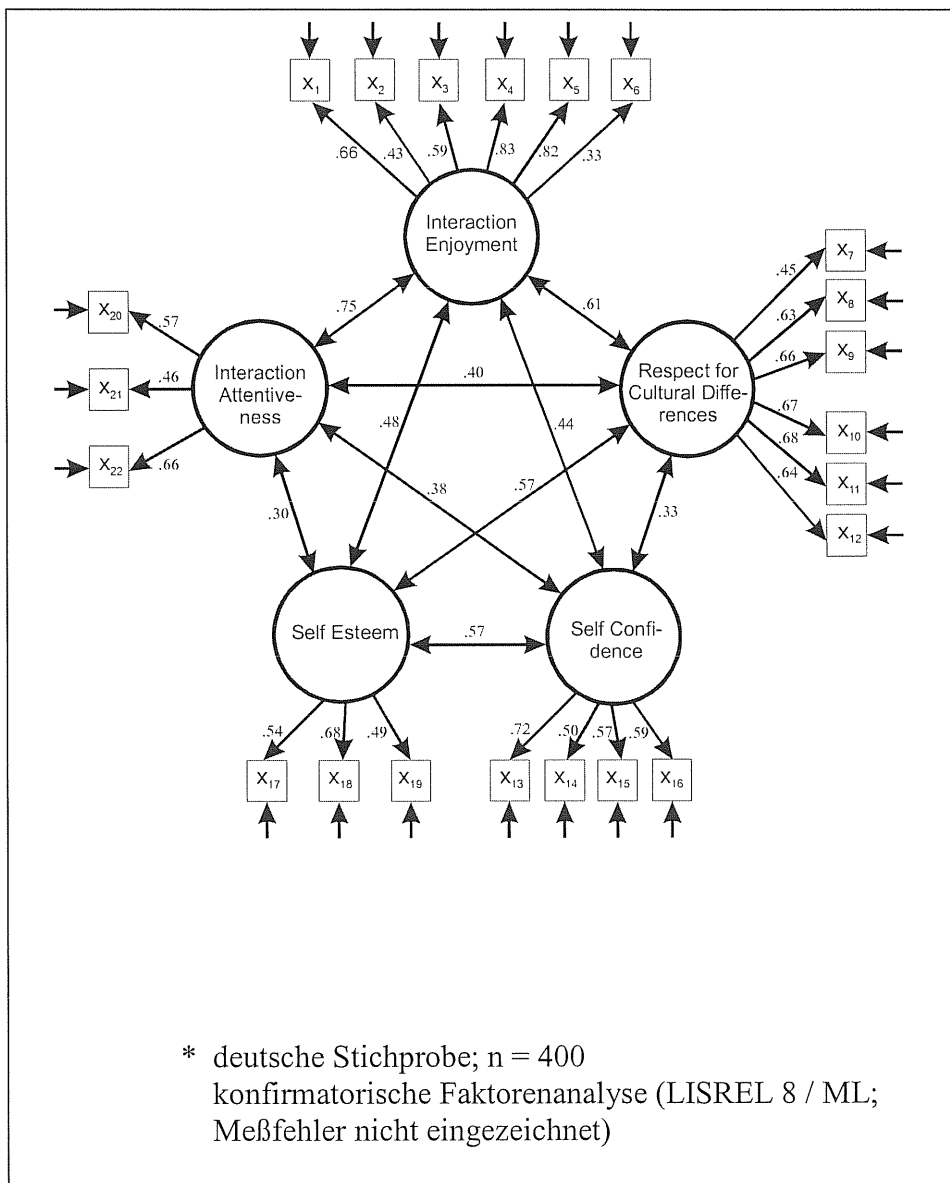 X1 X2 X3 X4 X5 X6
.66 .43 .59 .83 .82 .33
Interaction
Enjoyment
X7
.45
X8
.63
X9
.66
.67
X10
.68
X11
.64
X12
.75 .61
X20
.57
X21
.46
X22
.66
Interaction
Attentive-
ness
.40
Respect for
Cultural Diffe-
rences
.48 .44
.38 .57
.30 .33
Self Esteem
.57
Self Confi-
dence
.54 .68 .49
.72 .50 .57 .59
X17 X18 X19
X13 X14 X15 X16
* deutsche Stichprobe; n = 400
konfirmatorische Faktorenanalyse (LISREL 8 / ML;
Meßfehler nicht eingezeichnet)